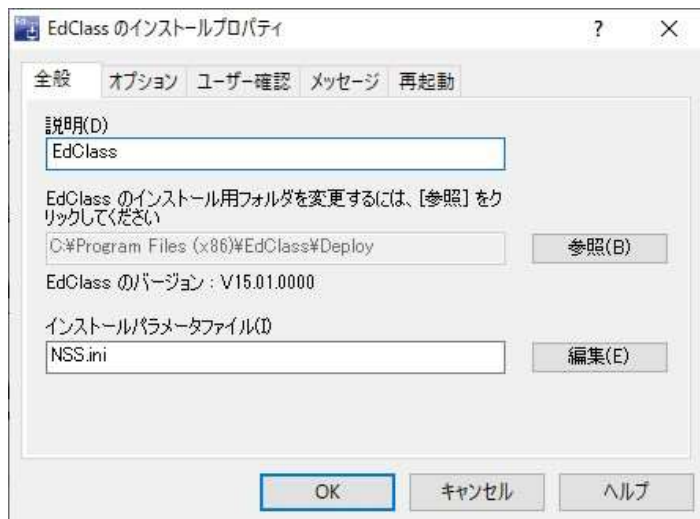 EdClass のインストールプロパティ
全般 オプション ユーザー確認 メッセージ 再起動
説明(D)
EdClass
EdClass のインストール用フォルダを変更するには、[参照] をク
リックしてください
C:¥Program Files (x86)¥EdClass¥Deploy
参照(B)
EdClass のバージョン : V15.01.0000
インストールパラメータファイル(I)
NSS.ini
編集(E)
OK キャンセル ヘルプ